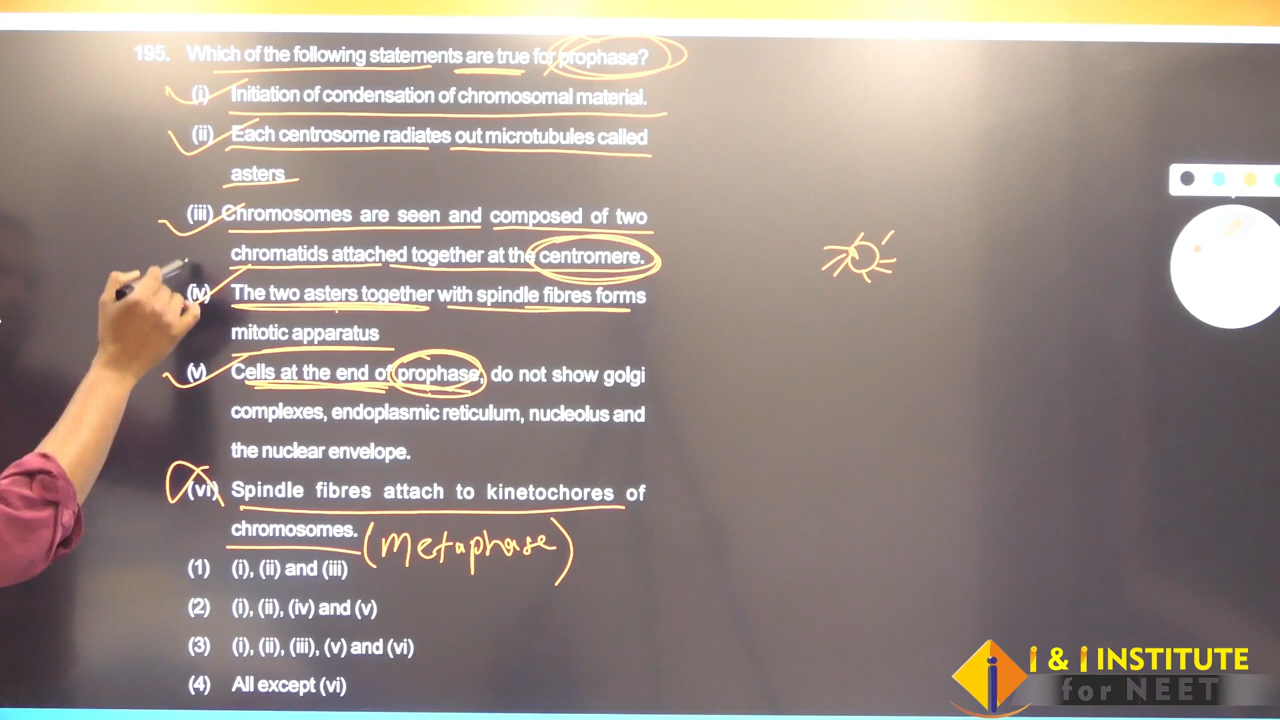 195. Which of the following statements are true for prophase?
(i) Initiation of condensation of chromosomal material.
(ii) Each centrosome radiates out microtubules called
asters
(iii) Chromosomes are seen and composed of two
chromatids attached together at the centromere.
(iv) The two asters together with spindle fibres forms
mitotic apparatus
(v) Cells at the end of prophase, do not show golgi
complexes, endoplasmic reticulum, nucleolus and
the nuclear envelope.
(vi) Spindle fibres attach to kinetochores of
chromosomes. (Metaphase)
(1) (i), (ii) and (iii)
(2) (i), (ii), (iv) and (v)
(3) (i), (ii), (iii), (v) and (vi)
(4) All except (vi)
i & i INSTITUTE
for NEET